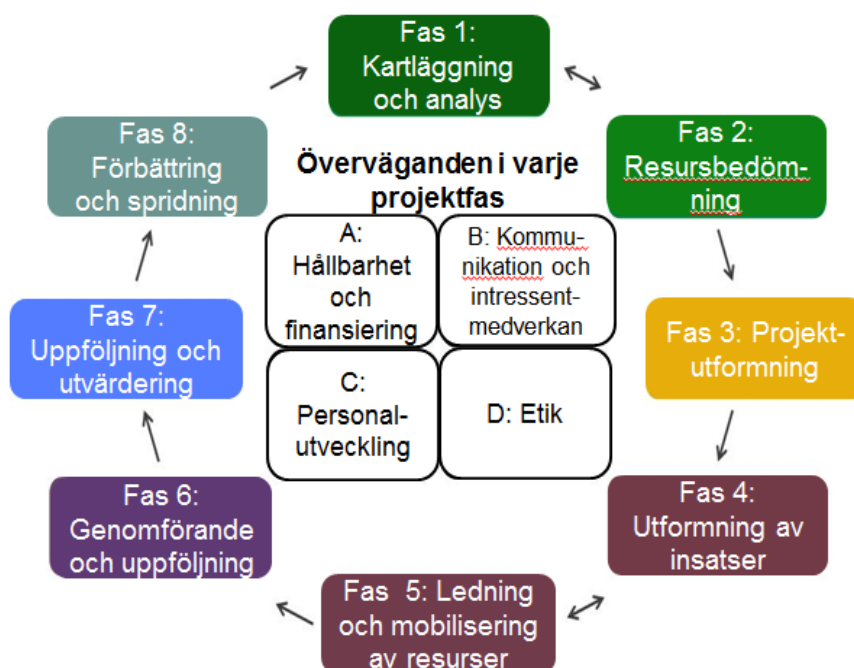 Fas 1:
Kartläggning
och analys
Fas 2:
Resursbedöm-
ning
Fas 3: Projekt-
utformning
Fas 4:
Utformning av
insatser
Fas 5: Ledning
och mobilisering
av resurser
Fas 6:
Genomförande
och uppföljning
Fas 7:
Uppföljning och
utvärdering
Fas 8:
Förbättring
och spridning
Överväganden i varje
projektfas
A:
Hållbarhet
och
finansiering
B: Kommu-
nikation och
intressent-
medverkan
C:
Personal-
utveckling
D: Etik